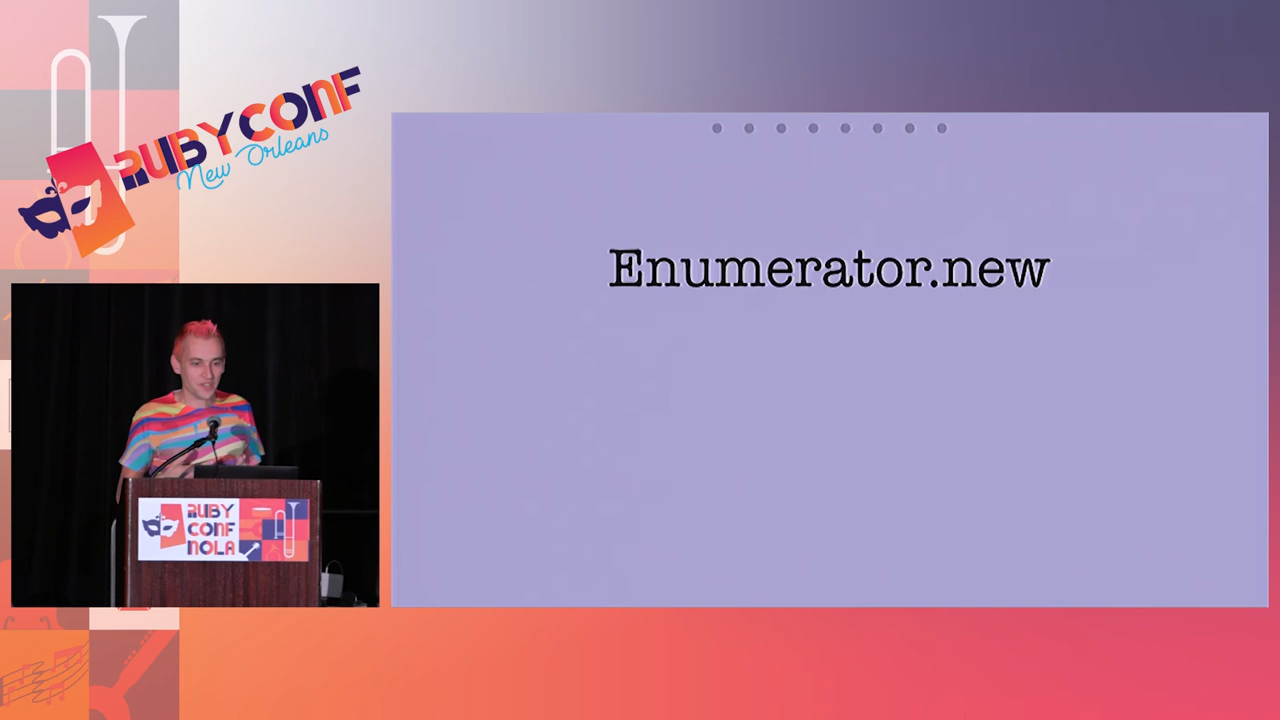 RUBYCONF
New Orleans
Enumerator.new
RUBY
CONF
NOLA